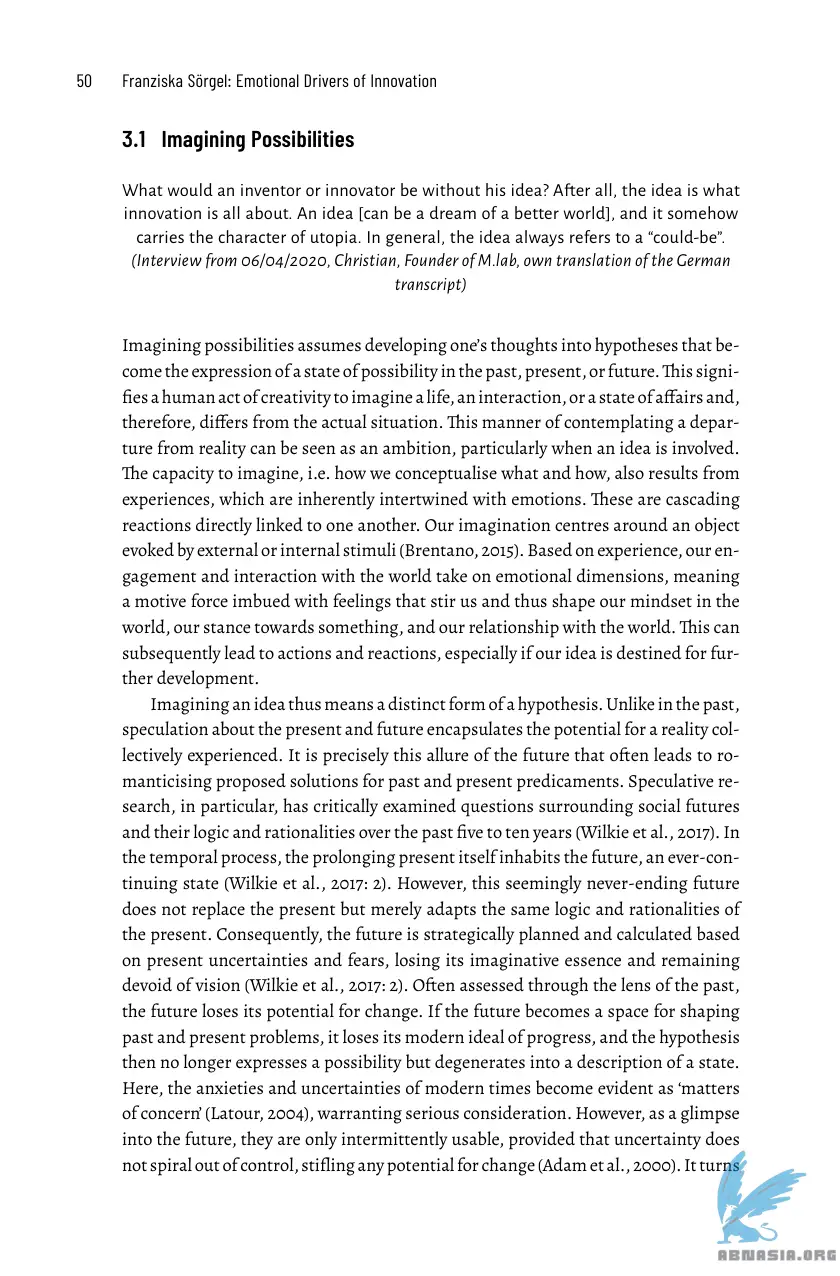 50 Franziska Sörgel: Emotional Drivers of Innovation
3.1 Imagining Possibilities
What would an inventor or innovator be without his idea? After all, the idea is what
innovation is all about. An idea [can be a dream of a better world], and it somehow
carries the character of utopia. In general, the idea always refers to a “could-be”.
(Interview from 06/04/2020, Christian, Founder of M.lab, own translation of the German
transcript)
Imagining possibilities assumes developing one’s thoughts into hypotheses that be-
come the expression of a state of possibility in the past, present, or future. This signi-
fies a human act of creativity to imagine a life, an interaction, or a state of affairs and,
therefore, differs from the actual situation. This manner of contemplating a depar-
ture from reality can be seen as an ambition, particularly when an idea is involved.
The capacity to imagine, i.e. how we conceptualise what and how, also results from
experiences, which are inherently intertwined with emotions. These are cascading
reactions directly linked to one another. Our imagination centres around an object
evoked by external or internal stimuli (Brentano, 2015). Based on experience, our en-
gagement and interaction with the world take on emotional dimensions, meaning
a motive force imbued with feelings that stir us and thus shape our mindset in the
world, our stance towards something, and our relationship with the world. This can
subsequently lead to actions and reactions, especially if our idea is destined for fur-
ther development.
Imagining an idea thus means a distinct form of a hypothesis. Unlike in the past,
speculation about the present and future encapsulates the potential for a reality col-
lectively experienced. It is precisely this allure of the future that often leads to ro-
manticising proposed solutions for past and present predicaments. Speculative re-
search, in particular, has critically examined questions surrounding social futures
and their logic and rationalities over the past five to ten years (Wilkie et al., 2017). In
the temporal process, the prolonging present itself inhabits the future, an ever-con-
tinuing state (Wilkie et al., 2017: 2). However, this seemingly never-ending future
does not replace the present but merely adapts the same logic and rationalities of
the present. Consequently, the future is strategically planned and calculated based
on present uncertainties and fears, losing its imaginative essence and remaining
devoid of vision (Wilkie et al., 2017: 2). Often assessed through the lens of the past,
the future loses its potential for change. If the future becomes a space for shaping
past and present problems, it loses its modern ideal of progress, and the hypothesis
then no longer expresses a possibility but degenerates into a description of a state.
Here, the anxieties and uncertainties of modern times become evident as ‘matters
of concern’ (Latour, 2004), warranting serious consideration. However, as a glimpse
into the future, they are only intermittently usable, provided that uncertainty does
not spiral out of control, stifling any potential for change (Adam et al., 2000). It turns
ABNASIA.ORG